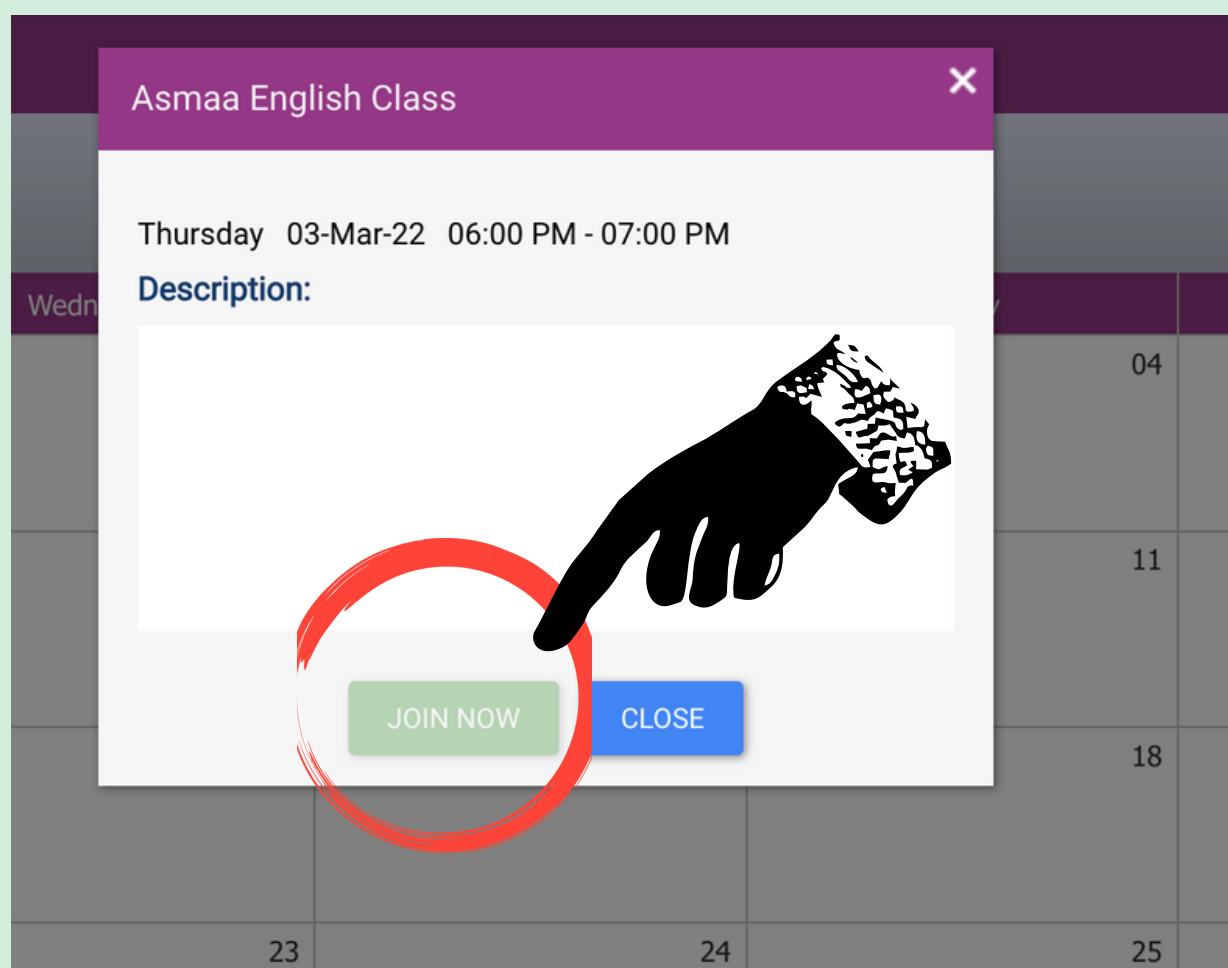 Asmaa English Class
Thursday 03-Mar-22 06:00 PM - 07:00 PM
Description:
Wedn
04
11
JOIN NOW CLOSE
18
23 24 25